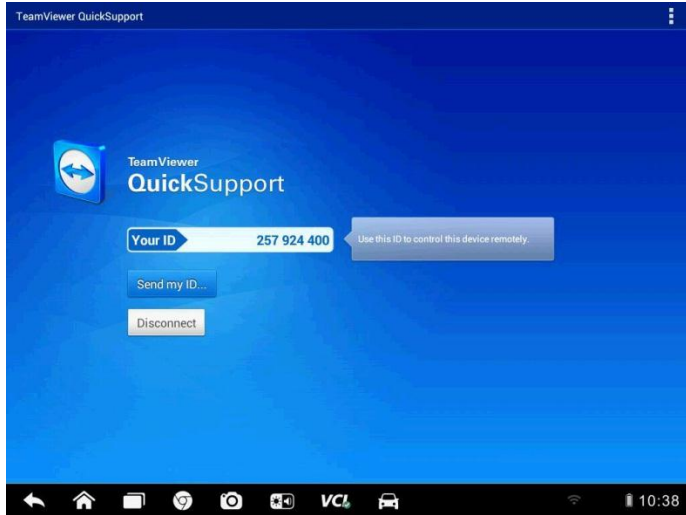 TeamViewer QuickSupport
TeamViewer
QuickSupport
Your ID
257 924 400
Use this ID to control this device remotely.
Send my ID...
Disconnect
VCI
10:38